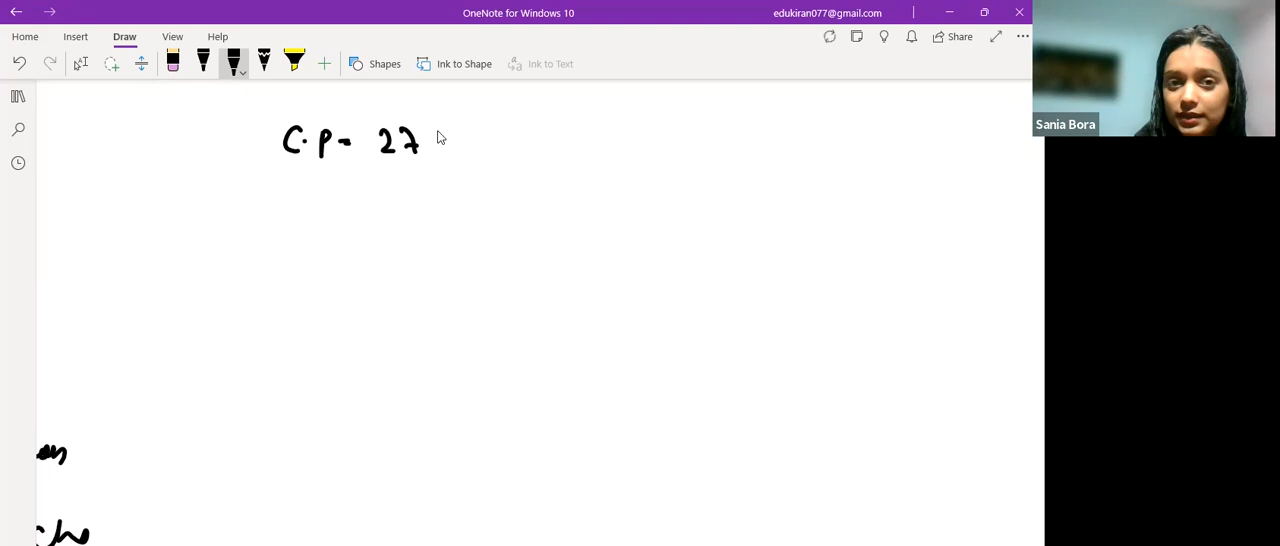 OneNote for Windows 10
edukiran077@gmail.com
Home Insert Draw View Help
Share
Shapes Ink to Shape Ink to Text
Sania Bora
C.P= 27